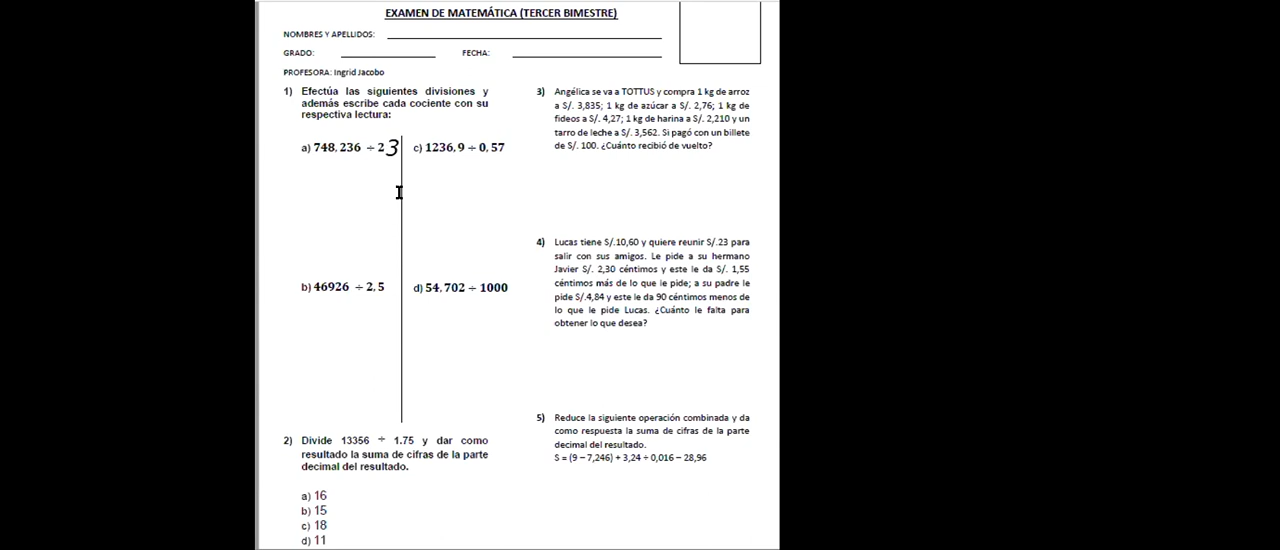 EXAMEN DE MATEMÁTICA (TERCER BIMESTRE)
NOMBRES Y APELLIDOS:
GRADO: FECHA:
PROFESORA: Ingrid Jacobo
1) Efectúa las siguientes divisiones y
además escribe cada cociente con su
respectiva lectura:
a) 748,236 ÷ 23
c) 1236,9 ÷ 0,57
b) 46926 ÷ 2,5
d) 54,702 ÷ 1000
2) Divide 13356 ÷ 1.75 y dar como
resultado la suma de cifras de la parte
decimal del resultado.
a) 16
b) 15
c) 18
d) 11
3) Angélica se va a TOTTUS y compra 1 kg de arroz
a S/. 3,835; 1 kg de azúcar a S/. 2,76; 1 kg de
fideos a S/. 4,27; 1 kg de harina a S/. 2,210 y un
tarro de leche a S/. 3,562. Si pagó con un billete
de S/. 100. ¿Cuánto recibió de vuelto?
4) Lucas tiene S/.10,60 y quiere reunir S/.23 para
salir con sus amigos. Le pide a su hermano
Javier S/. 2,30 céntimos y este le da S/. 1,55
céntimos más de lo que le pide; a su padre le
pide S/.4,84 y este le da 90 céntimos menos de
lo que le pide Lucas. ¿Cuánto le falta para
obtener lo que desea?
5) Reduce la siguiente operación combinada y da
como respuesta la suma de cifras de la parte
decimal del resultado.
S = (9 – 7,246) + 3,24 ÷ 0,016 – 28,96